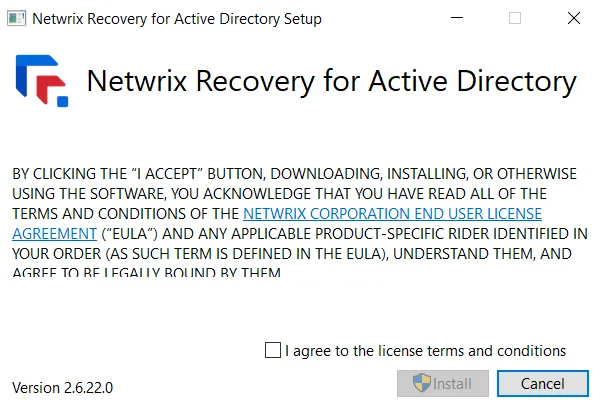 Netwrix Recovery for Active Directory Setup
Netwrix Recovery for Active Directory
BY CLICKING THE “I ACCEPT” BUTTON, DOWNLOADING, INSTALLING, OR OTHERWISE
USING THE SOFTWARE, YOU ACKNOWLEDGE THAT YOU HAVE READ ALL OF THE
TERMS AND CONDITIONS OF THE NETWRIX CORPORATION END USER LICENSE
AGREEMENT (“EULA”) AND ANY APPLICABLE PRODUCT-SPECIFIC RIDER IDENTIFIED IN
YOUR ORDER (AS SUCH TERM IS DEFINED IN THE EULA), UNDERSTAND THEM, AND
AGREE TO BE LEGALLY BOUND BY THEM
I agree to the license terms and conditions
Version 2.6.22.0
Install
Cancel